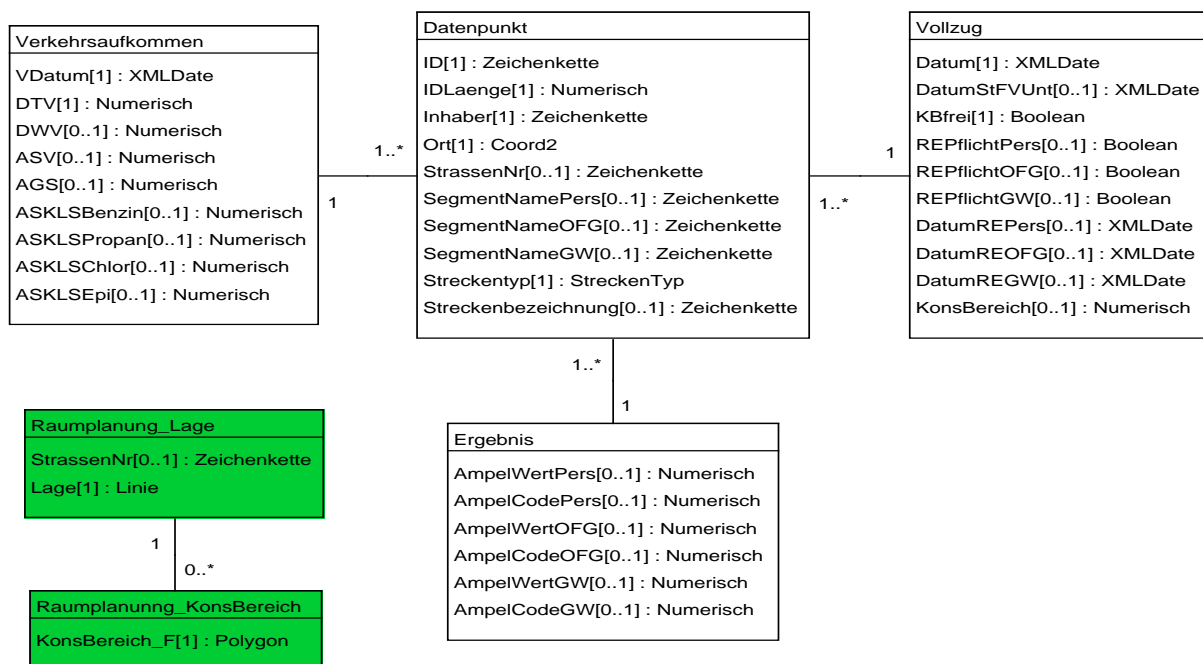 Verkehrsaufkommen
VDatum[1] : XMLDate
DTV[1] : Numerisch
DWV[0..1] : Numerisch
ASV[0..1] : Numerisch
AGS[0..1] : Numerisch
ASKLSBenzin[0..1] : Numerisch
ASKLSPropan[0..1] : Numerisch
ASKLSChlor[0..1] : Numerisch
ASKLSEpi[0..1] : Numerisch
1..*
1
Datenpunkt
ID[1] : Zeichenkette
IDLaenge[1] : Numerisch
Inhaber[1] : Zeichenkette
Ort[1] : Coord2
StrassenNr[0..1] : Zeichenkette
SegmentNamePers[0..1] : Zeichenkette
SegmentNameOFG[0..1] : Zeichenkette
SegmentNameGW[0..1] : Zeichenkette
Streckentyp[1] : StreckenTyp
Streckenbezeichnung[0..1] : Zeichenkette
1
1..*
Vollzug
Datum[1] : XMLDate
DatumStFVUnt[0..1] : XMLDate
KBfrei[1] : Boolean
REPflichtPers[0..1] : Boolean
REPflichtOFG[0..1] : Boolean
REPflichtGW[0..1] : Boolean
DatumREPers[0..1] : XMLDate
DatumREOFG[0..1] : XMLDate
DatumREGW[0..1] : XMLDate
KonsBereich[0..1] : Numerisch
1..*
1
Raumplanung_Lage
StrassenNr[0..1] : Zeichenkette
Lage[1] : Linie
1
0..*
Raumplanunng_KonsBereich
KonsBereich_F[1] : Polygon
Ergebnis
AmpelWertPers[0..1] : Numerisch
AmpelCodePers[0..1] : Numerisch
AmpelWertOFG[0..1] : Numerisch
AmpelCodeOFG[0..1] : Numerisch
AmpelWertGW[0..1] : Numerisch
AmpelCodeGW[0..1] : Numerisch